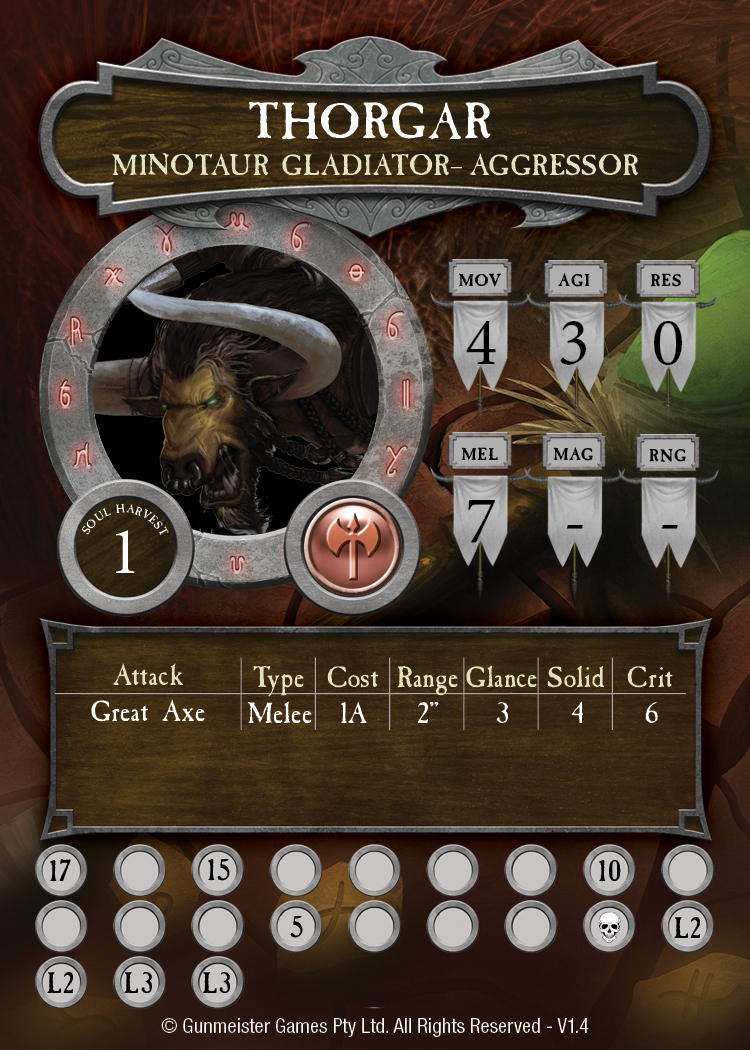 THORGAR
MINOTAUR GLADIATOR– AGGRESSOR
MOV AGI RES
4 3 0
MEL MAG RNG
7 - -
SOUL HARVEST
1
Attack Type Cost Range Glance Solid Crit
Great Axe Melee 1A 2" 3 4 6
17 15 10
5 L2
L2 L3 L3
© Gunmeister Games Pty Ltd. All Rights Reserved - V1.4